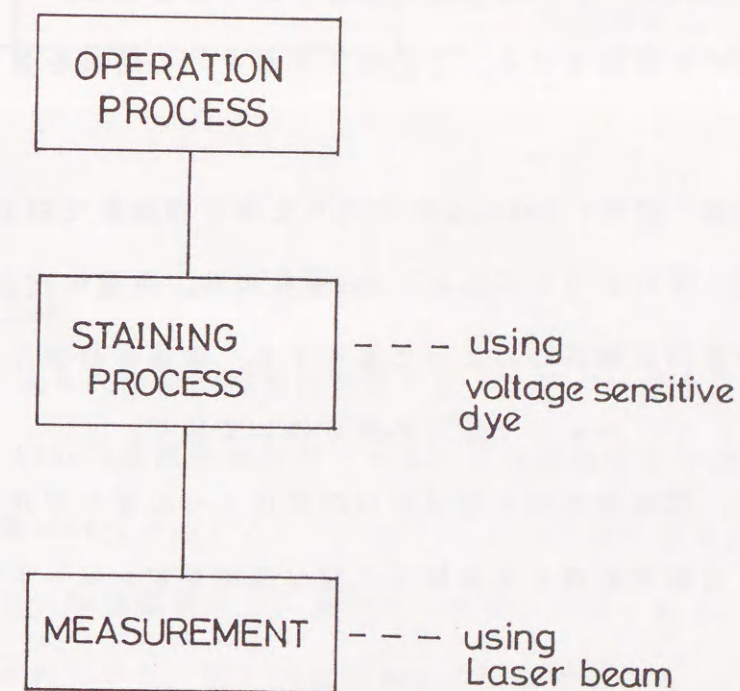 OPERATION
PROCESS
STAINING
PROCESS
using
voltage sensitive
dye
MEASUREMENT
using
Laser beam